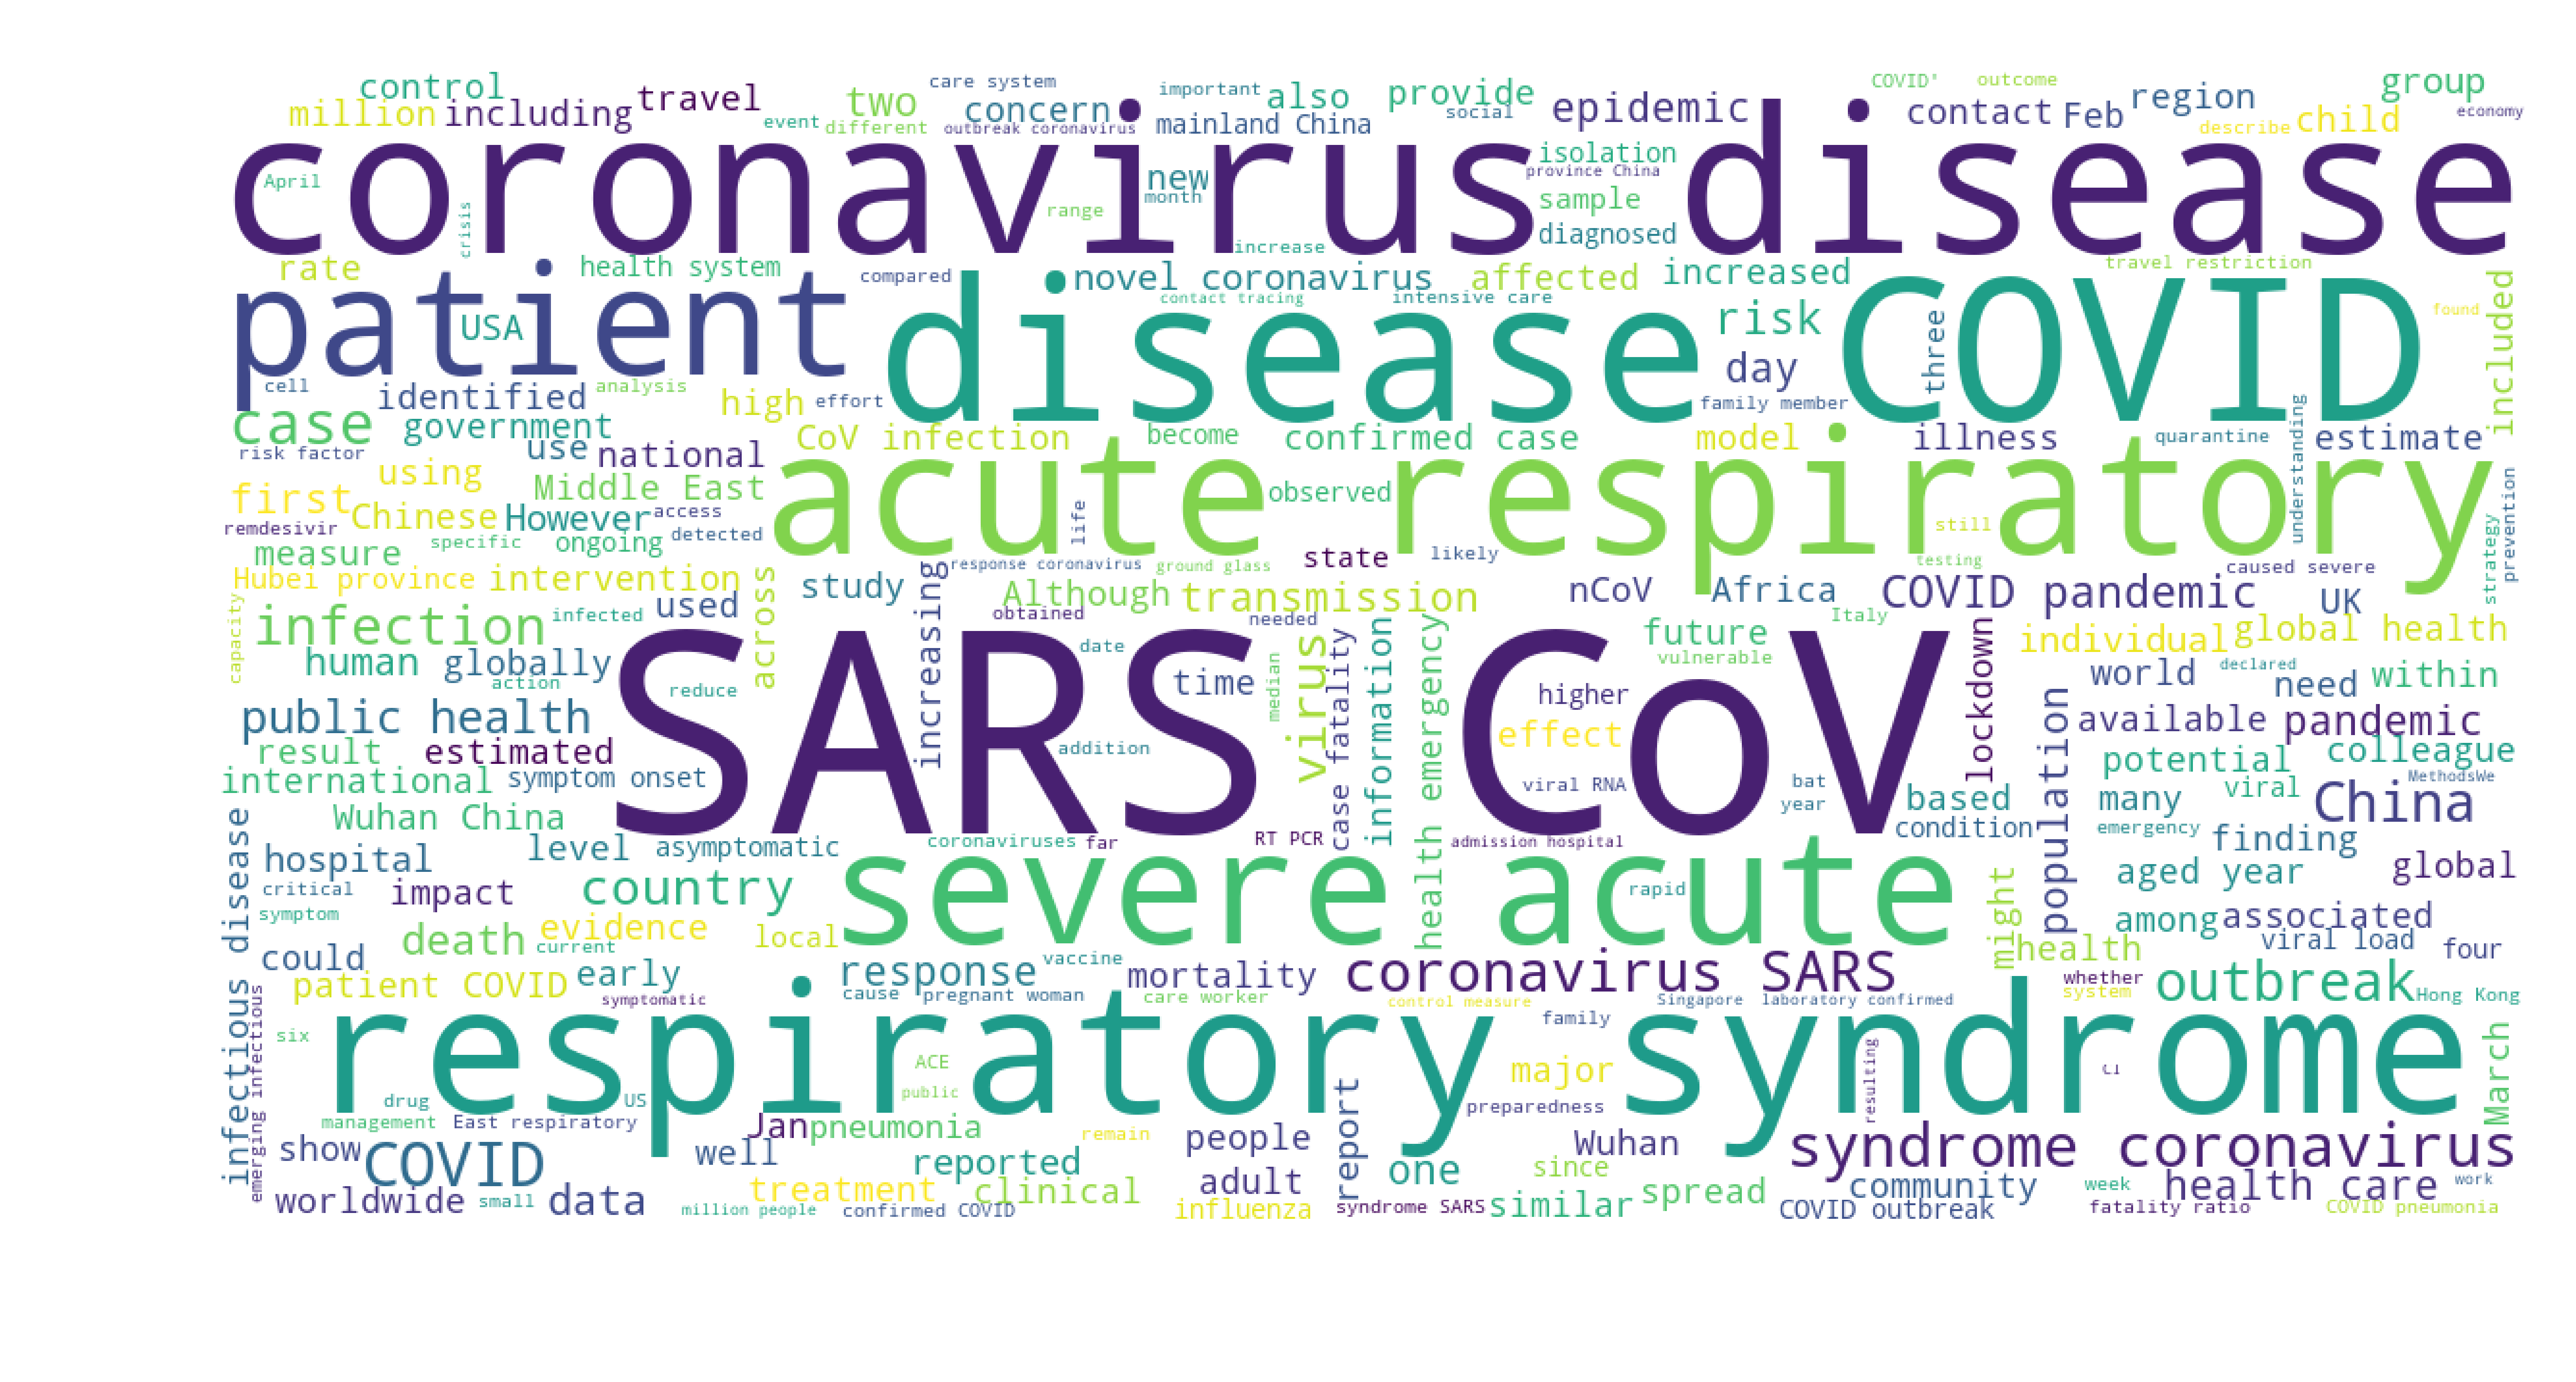 control
million including travel
two
care system
concern
event different outbreak coronavirus
important also
mainland China
provide
social
epidemic
COVID' outcome
contact Feb region
group
describe child
economy
coronavirus disease
April
crisis
range
new
month
increase
isolation
province China
sample
diagnosed
rate
health system
compared
novel coronavirus affected increased
contact tracing
intensive care
travel restriction
patient disease COVID
USA
risk
day
three
found
included
cell
identified
analysis
high effort
family member
case government
use national
risk factor
CoV infection
become
confirmed case
model
illness
quarantine
understanding
estimate
using
first
Middle East
acute respiratory
observed
remdesivir
Chinese However
access
life
still
prevention
measure
specific
ongoing
detected
response coronavirus
ground glass
state
likely
testing
strategy
caused severe
Hubei province intervention
across
study
increasing
Although transmission
nCoV
Africa
COVID pandemic
UK
capacity
infection
infected
used
obtained
needed
Italy
future
individual global health
human globally
action
reduce
SARS CoV
date
time
median
virus
case fatality
information
health emergency
vulnerable
higher
lockdown
world
declared
need within
public health
effect
population
available pandemic
result estimated
addition
potential
colleague
international symptom onset
viral RNA
bat
year
based
many
viral
MethodsWe
China
Wuhan China
condition
emergency
finding
infectious disease
hospital
level asymptomatic
coronaviruses far
RT PCR
admission hospital
aged year
global
critical
impact
country
severe acute
rapid
might
symptom
death
evidence
current
local
among associated
could
health
viral load four
patient COVID early
response
vaccine
mortality
coronavirus SARS
whether
outbreak
symptomatic
cause pregnant woman
care worker
control measure
Singapore laboratory confirmed
system
Hong Kong
emerging infectious
six
respiratory syndrome
family
ACE
major
resulting
CT
March
drug
US
public
management East respiratory
Jan pneumonia
remain
people
report
preparedness
Wuhan
syndrome coronavirus
show COVID
well
reported
adult
one
since
worldwide small data
treatment clinical
similar spread
community
week
health care work
million people confirmed COVID
influenza
syndrome SARS
COVID outbreak
fatality ratio
COVID pneumonia